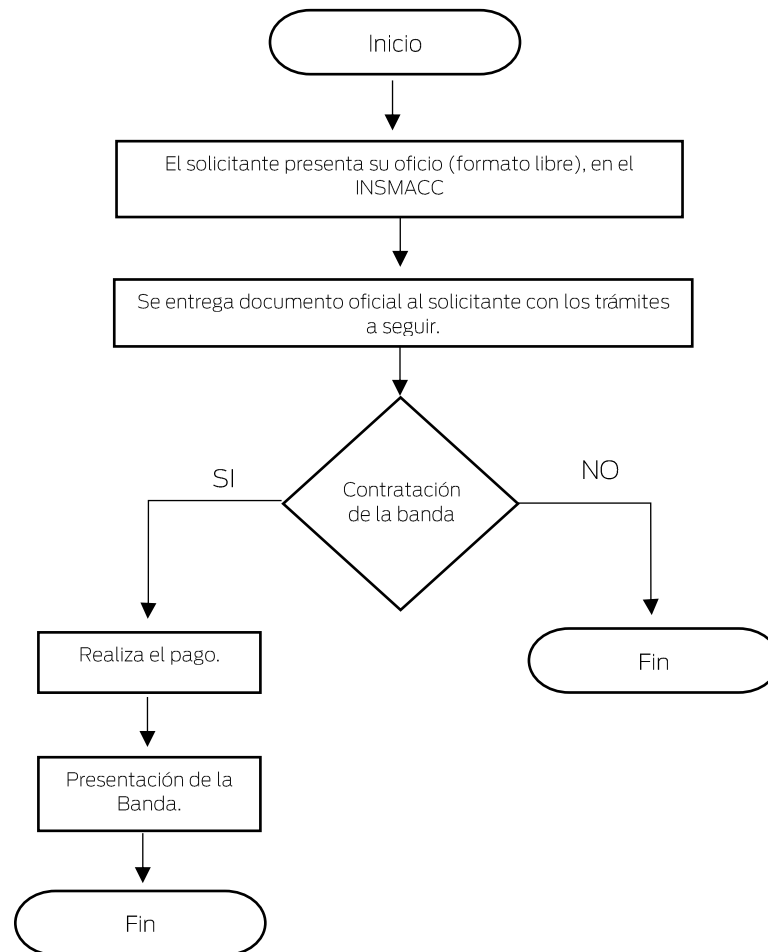 Inicio
El solicitante presenta su oficio (formato libre), en el
INSMACC
Se entrega documento oficial al solicitante con los trámites
a seguir.
SI
NO
Contratación
de la banda
Realiza el pago.
Fin
Presentación de la
Banda.
Fin